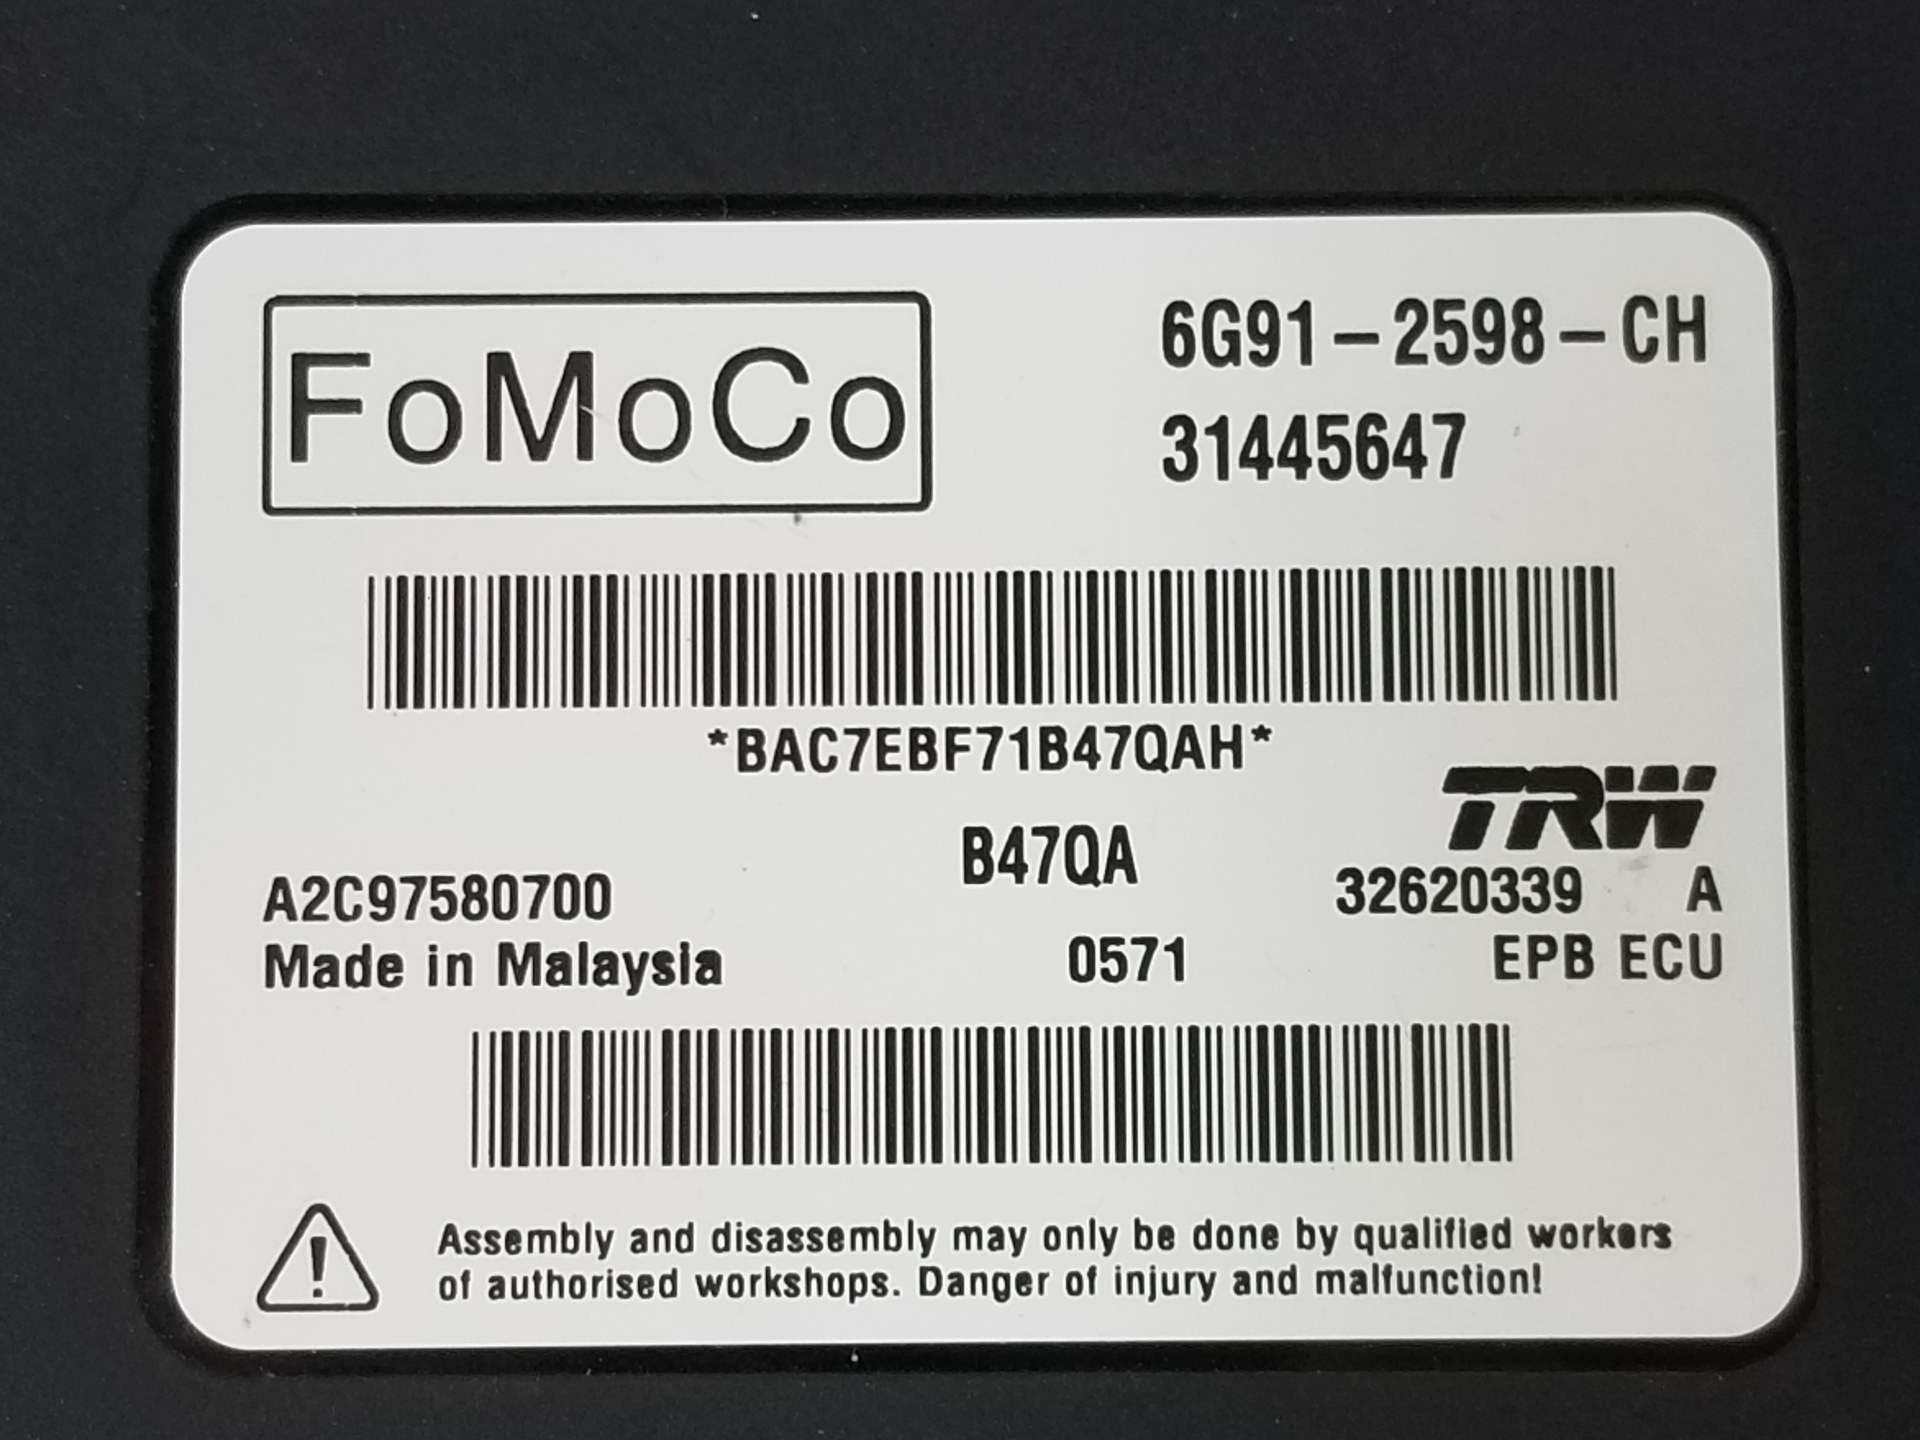 FoMoCo
6G91-2598-CH
31445647
*BAC7EBF71B47QAH*
TRW
B47QA
A2C97580700
32620339 A
Made in Malaysia
0571
EPB ECU
Assembly and disassembly may only be done by qualified workers
of authorised workshops. Danger of injury and malfunction!